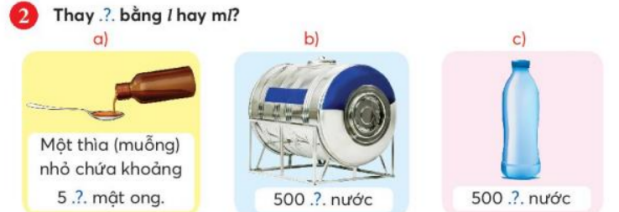 2 Thay .?. bằng l hay ml?
a) b) c)
Một thìa (muỗng)
nhỏ chứa khoảng
5 .?. mật ong.
500 .?. nước
500 .?. nước